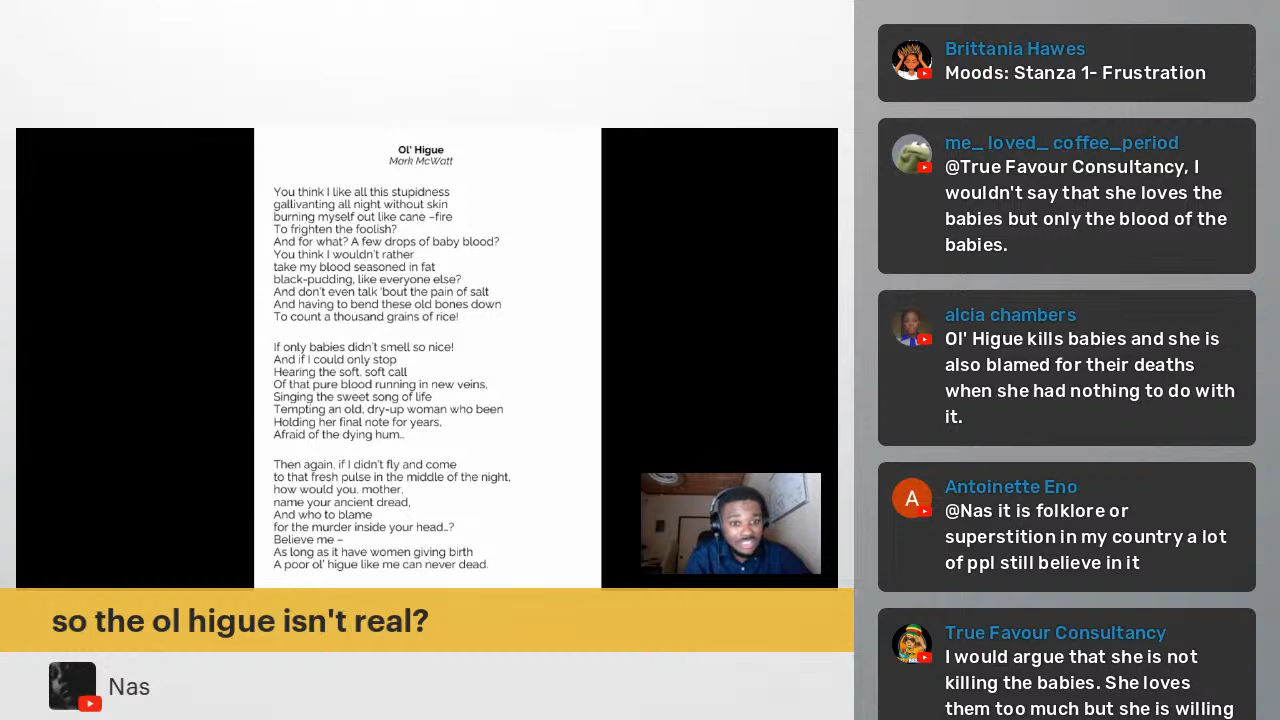 Ol' Higue
Mark McWatt
You think I like all this stupidness
gallivanting all night without skin
burning myself out like cane –fire
To frighten the foolish?
And for what? A few drops of baby blood?
You think I wouldn't rather
take my blood seasoned in fat
black-pudding, like everyone else?
And don't even talk 'bout the pain of salt
And having to bend these old bones down
To count a thousand grains of rice!
If only babies didn't smell so nice!
And if I could only stop
Hearing the soft, soft call
Of that pure blood running in new veins,
Singing the sweet song of life
Tempting an old, dry-up woman who been
Holding her final note for years,
Afraid of the dying hum...
Then again, if I didn't fly and come
to that fresh pulse in the middle of the night,
how would you, mother,
name your ancient dread,
And who to blame
for the murder inside your head...?
Believe me –
As long as it have women giving birth
A poor ol' higue like me can never dead.
so the ol higue isn't real?
Nas
Brittania Hawes
Moods: Stanza 1- Frustration
me_ loved_ coffee_period
@True Favour Consultancy, I
wouldn't say that she loves the
babies but only the blood of the
babies.
alcia chambers
Ol' Higue kills babies and she is
also blamed for their deaths
when she had nothing to do with
it.
A
Antoinette Eno
@Nas it is folklore or
superstition in my country a lot
of ppl still believe in it
True Favour Consultancy
I would argue that she is not
killing the babies. She loves
them too much but she is willing